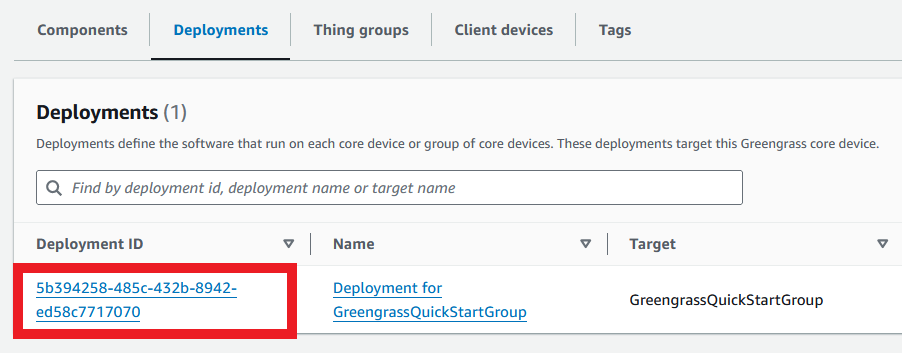 Components Deployments Thing groups Client devices Tags
Deployments (1)
Deployments define the software that run on each core device or group of core devices. These deployments target this Greengrass core device.
Find by deployment id, deployment name or target name
Deployment ID Name Target
5b394258-485c-432b-8942-
ed58c7717070
Deployment for
GreengrassQuickStartGroup
GreengrassQuickStartGroup